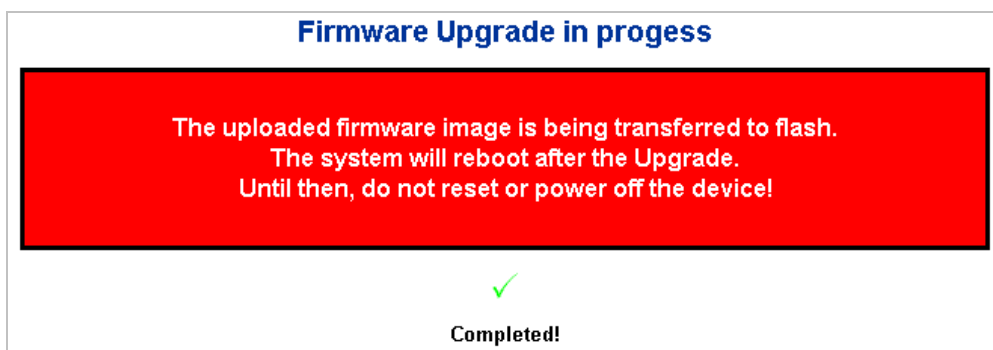 Firmware Upgrade in progess
The uploaded firmware image is being transferred to flash.
The system will reboot after the Upgrade.
Until then, do not reset or power off the device!
Completed!